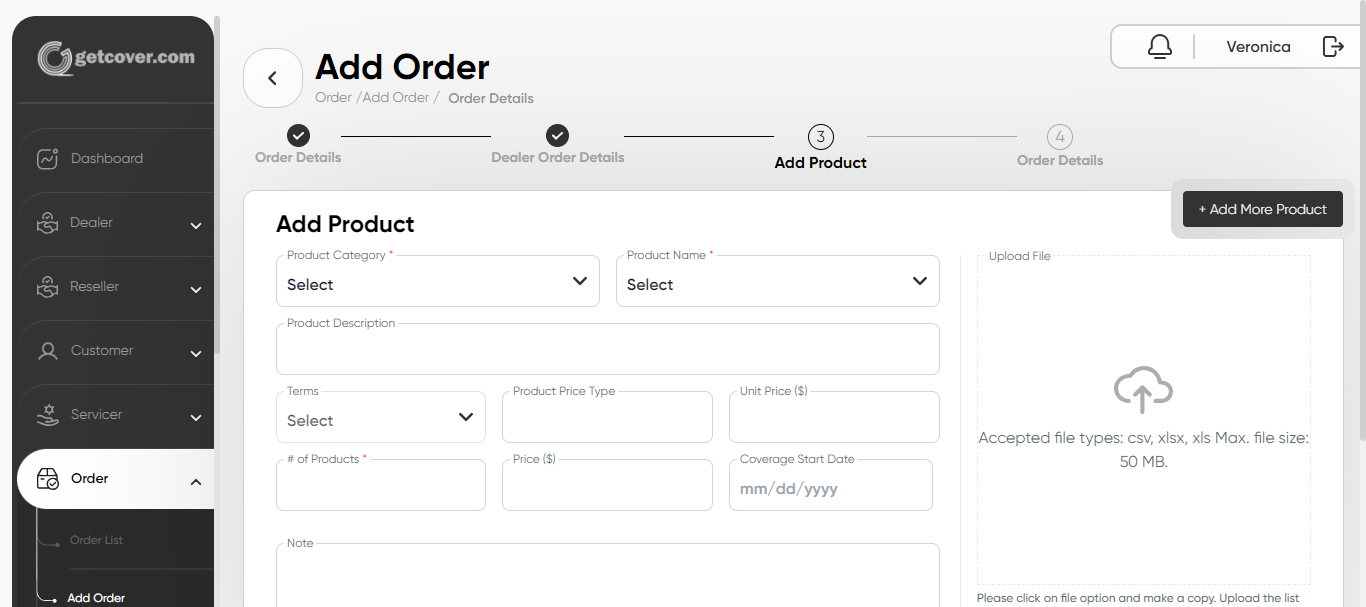 getcover.com
Dashboard
Dealer
Reseller
Customer
Servicer
Order
Order List
Add Order
Add Order
Order /Add Order / Order Details
Veronica
Order Details
Dealer Order Details
3
Add Product
4
Order Details
Add Product
+ Add More Product
Product Category *
Select
Product Name *
Select
Product Description
Terms
Select
Product Price Type
Unit Price ($)
# of Products *
Price ($)
Coverage Start Date
mm/dd/yyyy
Note
Upload File
Accepted file types: csv, xlsx, xls Max. file size:
50 MB.
Please click on file option and make a copy. Upload the list